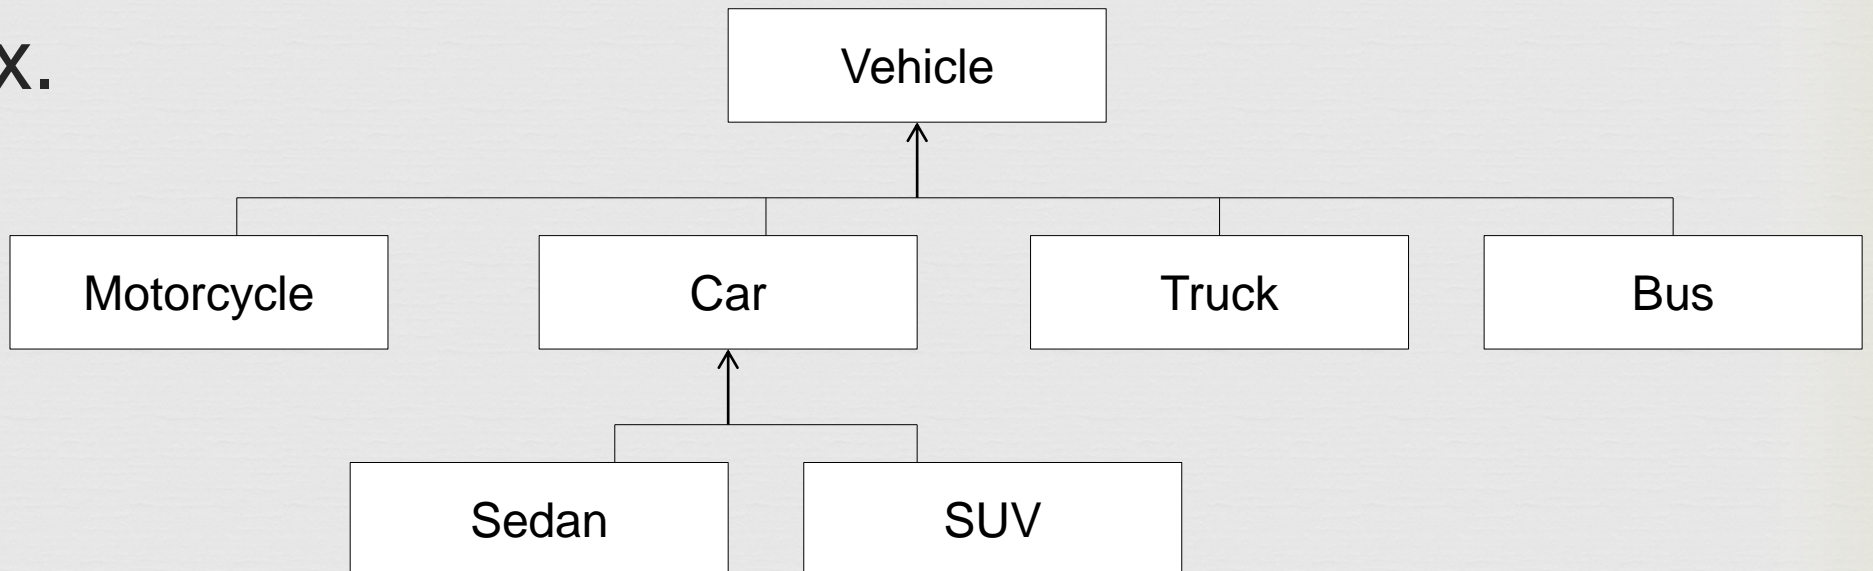 x.
Vehicle
Motorcycle
Car
Truck
Bus
Sedan
SUV